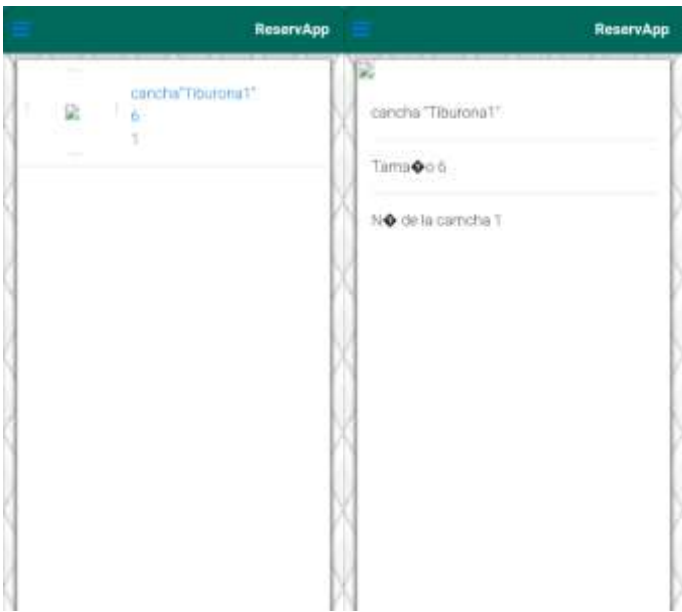 ReservApp
cancha"Tiburona1"
6
1
ReservApp
cancha "Tiburona1"
Tama�o 6
N� de la camcha 1